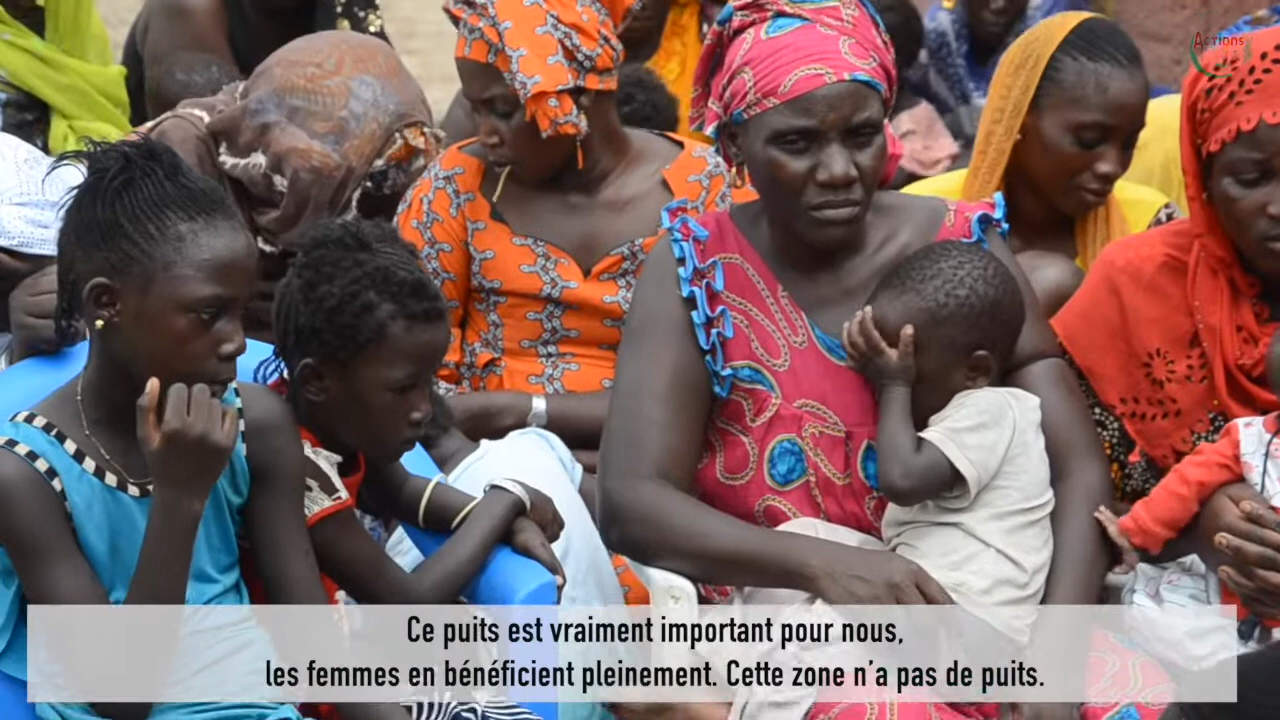 Actions
Ce puits est vraiment important pour nous,
les femmes en bénéficient pleinement. Cette zone n'a pas de puits.